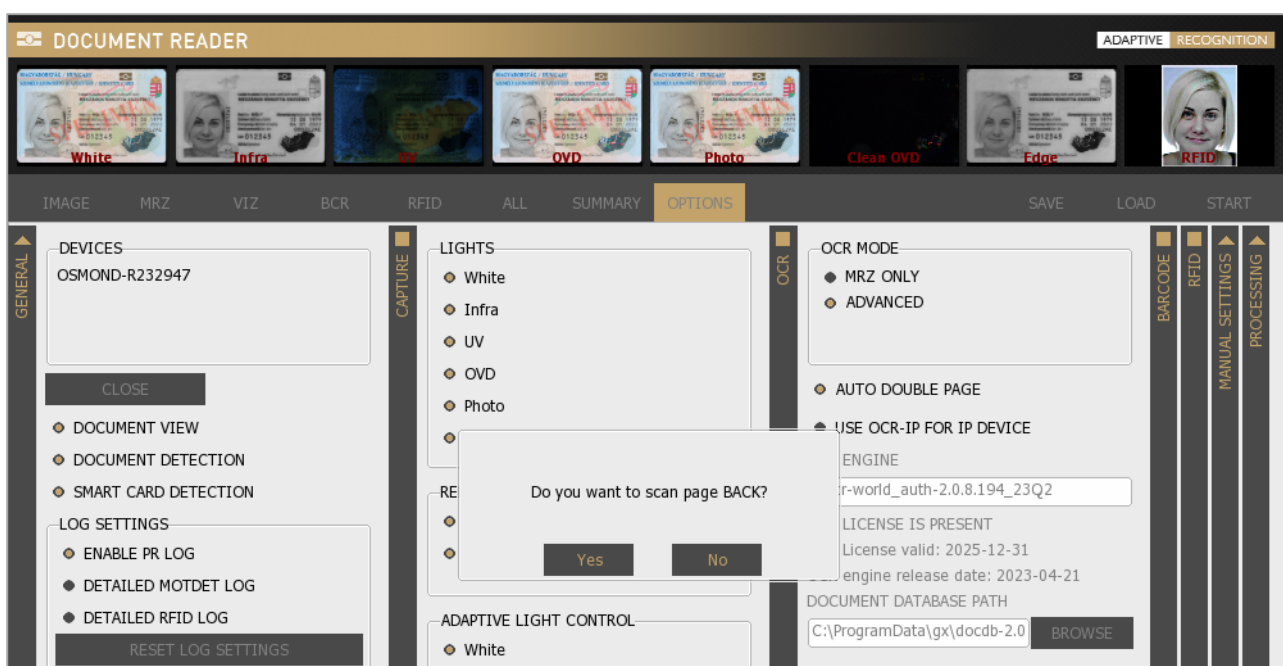 DOCUMENT READER
ADAPTIVE RECOGNITION
White
Infra
UV
OVD
Photo
Clean OVD
Edge
RFID
IMAGE MRZ VIZ BCR RFID ALL SUMMARY OPTIONS SAVE LOAD START
GENERAL
DEVICES
OSMOND-R232947
CLOSE
DOCUMENT VIEW
DOCUMENT DETECTION
SMART CARD DETECTION
LOG SETTINGS
ENABLE PR LOG
DETAILED MOTDET LOG
DETAILED RFID LOG
RESET LOG SETTINGS
CAPTURE
LIGHTS
White
Infra
UV
OVD
Photo
RE
ADAPTIVE LIGHT CONTROL
White
Do you want to scan page BACK?
Yes No
OCR
OCR MODE
MRZ ONLY
ADVANCED
AUTO DOUBLE PAGE
USE OCR-IP FOR IP DEVICE
ENGINE
r-world_auth-2.0.8.194_23Q2
LICENSE IS PRESENT
License valid: 2025-12-31
engine release date: 2023-04-21
DOCUMENT DATABASE PATH
C:\ProgramData\gx\docdb-2.0 BROWSE
BARCODE
RFID
MANUAL SETTINGS
PROCESSING